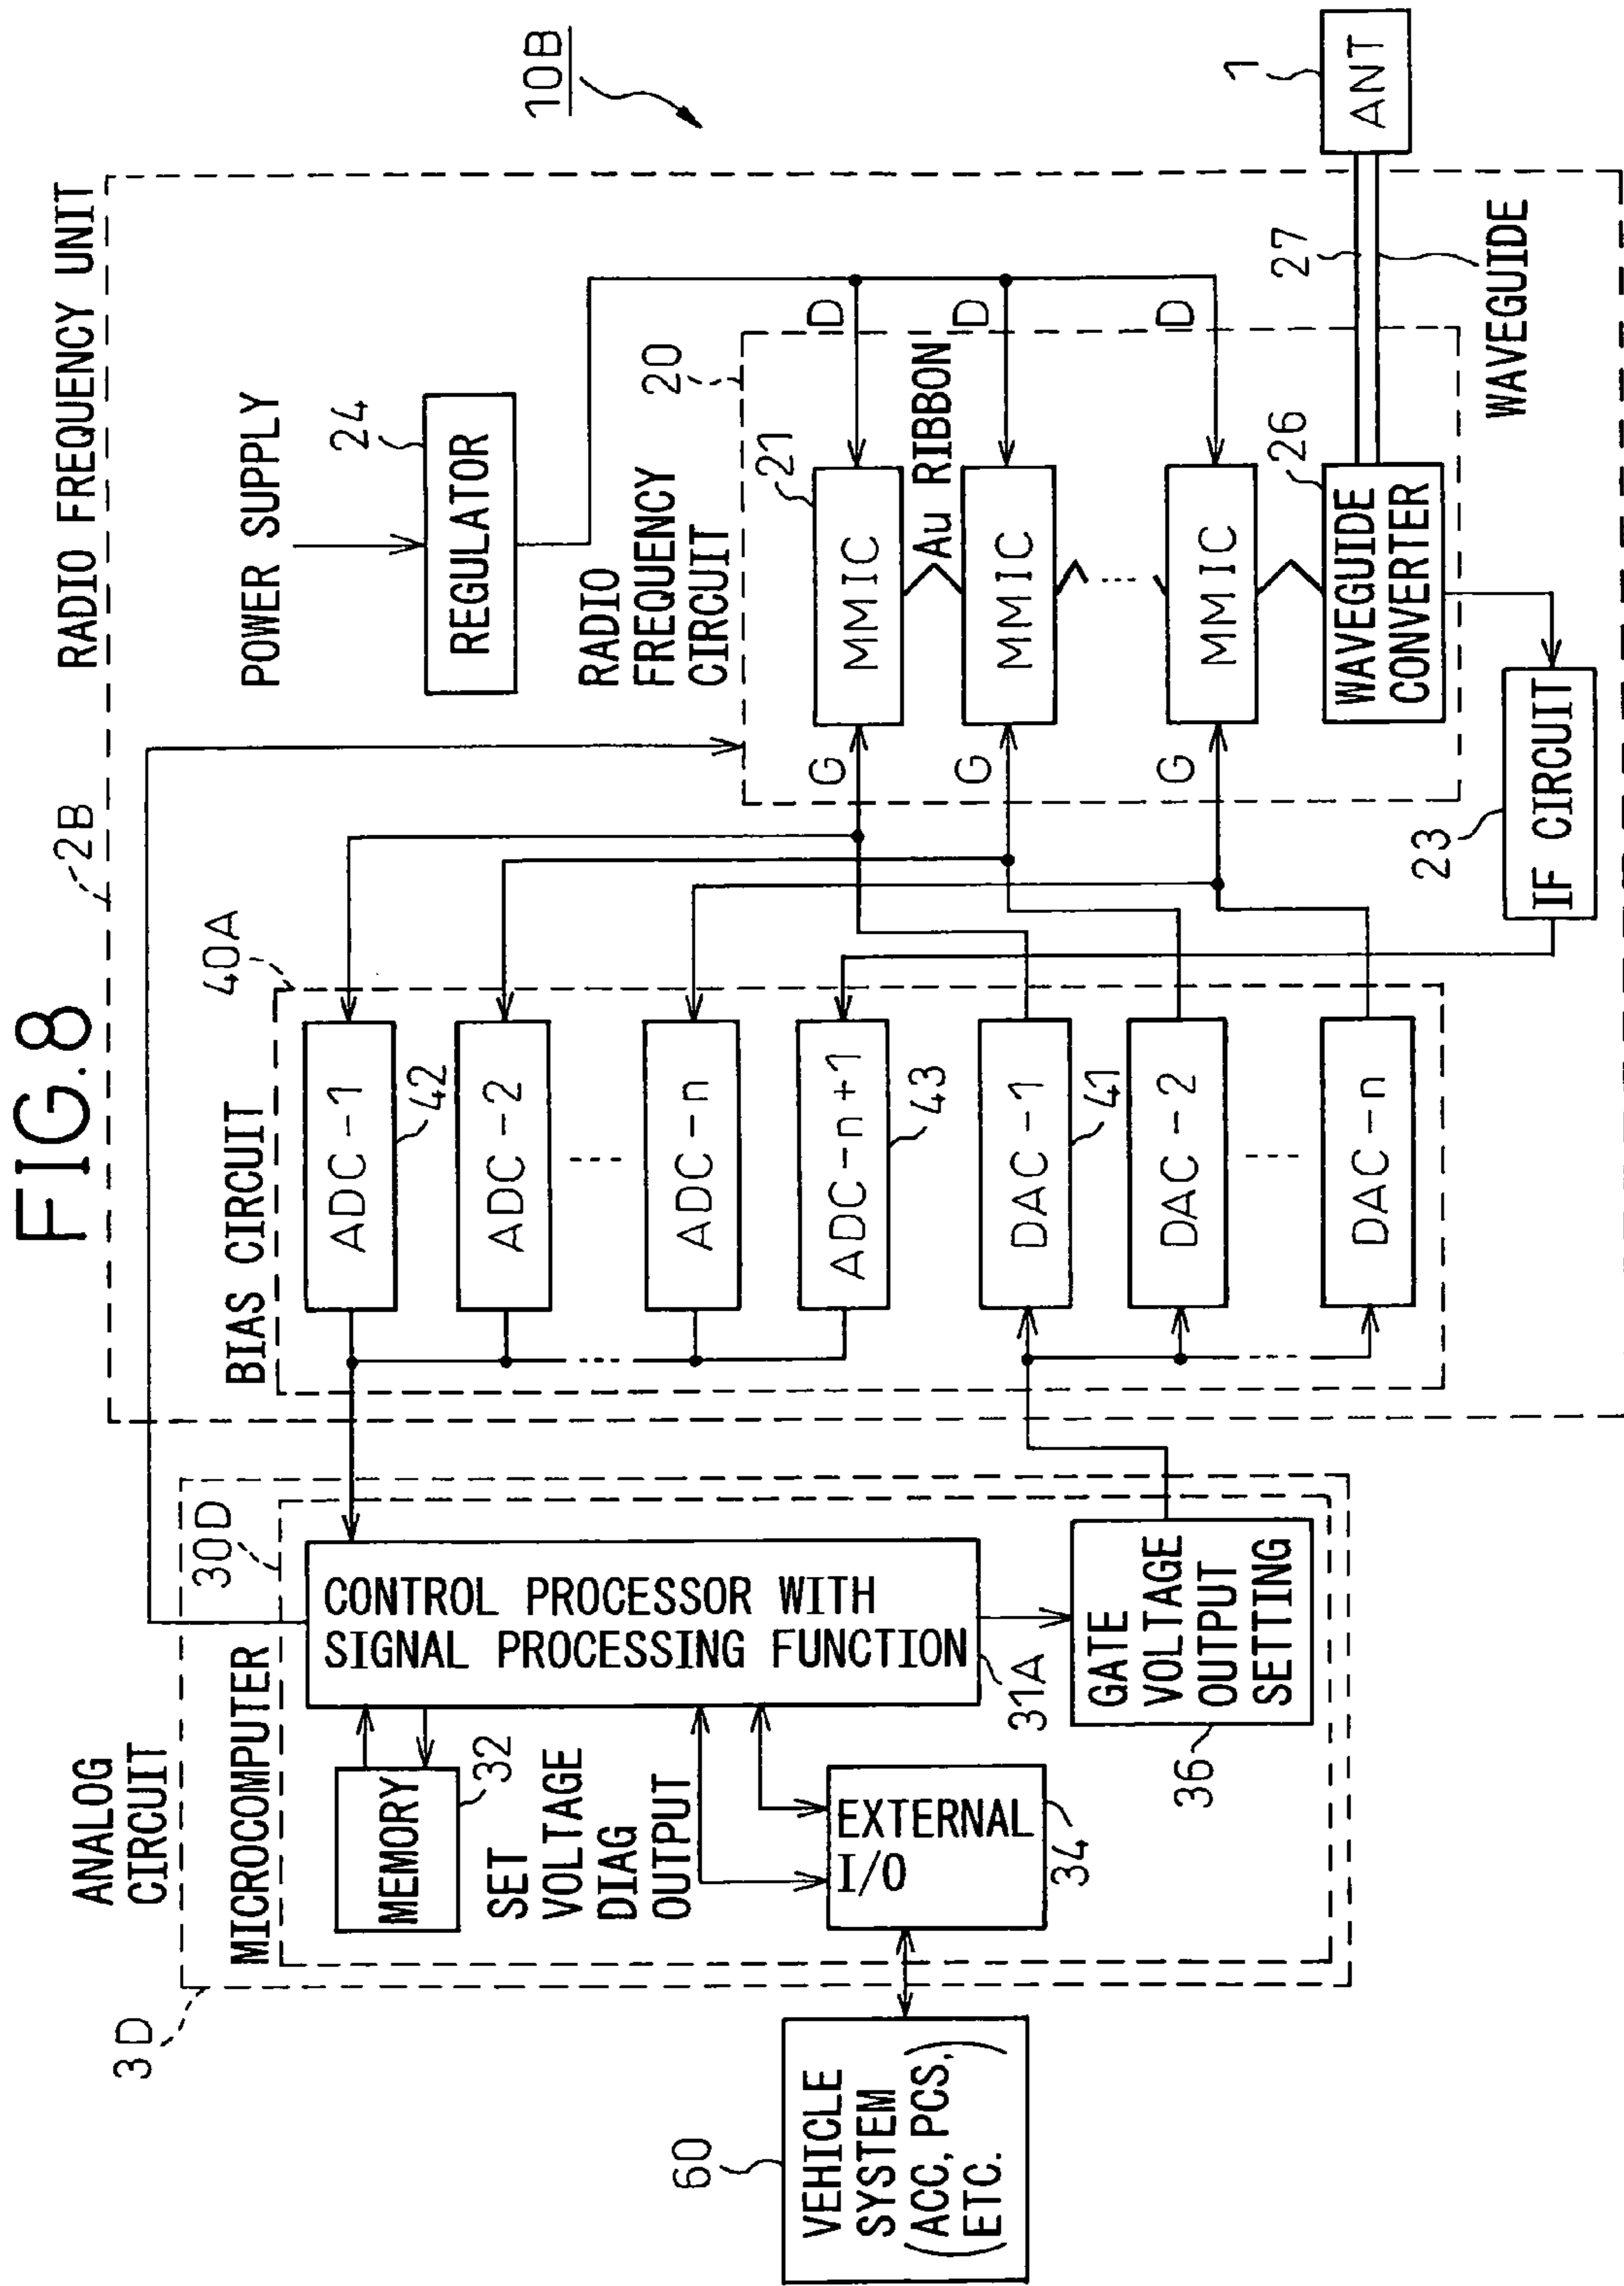 FIG.8
10B
2B
RADIO FREQUENCY UNIT
ANALOG
CIRCUIT
3D
MICROCOMPUTER
30D
BIAS CIRCUIT
40A
POWER SUPPLY
24
REGULATOR
RADIO
FREQUENCY
CIRCUIT
20
MEMORY
32
CONTROL PROCESSOR WITH
SIGNAL PROCESSING FUNCTION
31A
SET
VOLTAGE
DIAG
OUTPUT
EXTERNAL
I/O
34
GATE
VOLTAGE
OUTPUT
SETTING
36
60
VEHICLE
SYSTEM
(ACC, PCS,
ETC.)
ADC-1
42
ADC-2
ADC-n
ADC-n+1
43
DAC-1
41
DAC-2
DAC-n
G
MMIC
21
D
Au RIBBON
G
MMIC
D
G
MMIC
D
WAVEGUIDE
CONVERTER
26
27
WAVEGUIDE
1
ANT
23
IF CIRCUIT